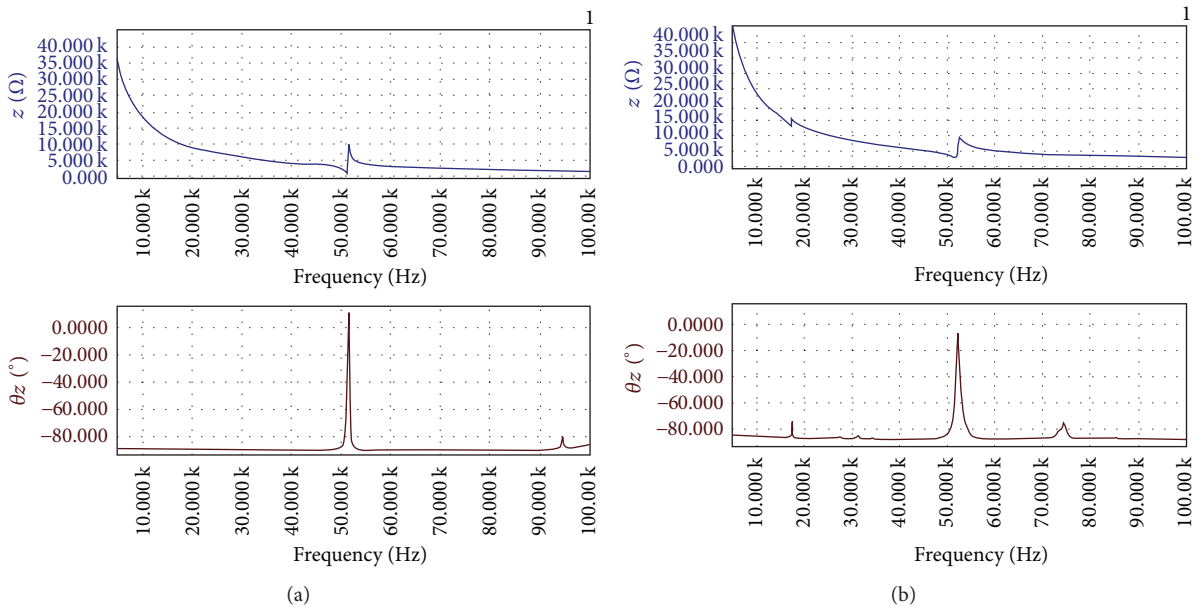 1
40.000 k
35.000 k
30.000 k
25.000 k
20.000 k
15.000 k
10.000 k
5.000 k
0.000
z (Ω)
10.000 k
20.000 k
30.000 k
40.000 k
50.000 k
60.000 k
70.000 k
80.000 k
90.000 k
100.00 k
Frequency (Hz)
0.0000
−20.000
−40.000
−60.000
−80.000
θz (°)
10.000 k
20.000 k
30.000 k
40.000 k
50.000 k
60.000 k
70.000 k
80.000 k
90.000 k
100.00 k
Frequency (Hz)
(a)
1
40.000 k
35.000 k
30.000 k
25.000 k
20.000 k
15.000 k
10.000 k
5.000 k
0.000
z (Ω)
10.000 k
20.000 k
30.000 k
40.000 k
50.000 k
60.000 k
70.000 k
80.000 k
90.000 k
100.00 k
Frequency (Hz)
0.0000
−20.000
−40.000
−60.000
−80.000
θz (°)
10.000 k
20.000 k
30.000 k
40.000 k
50.000 k
60.000 k
70.000 k
80.000 k
90.000 k
100.00 k
Frequency (Hz)
(b)